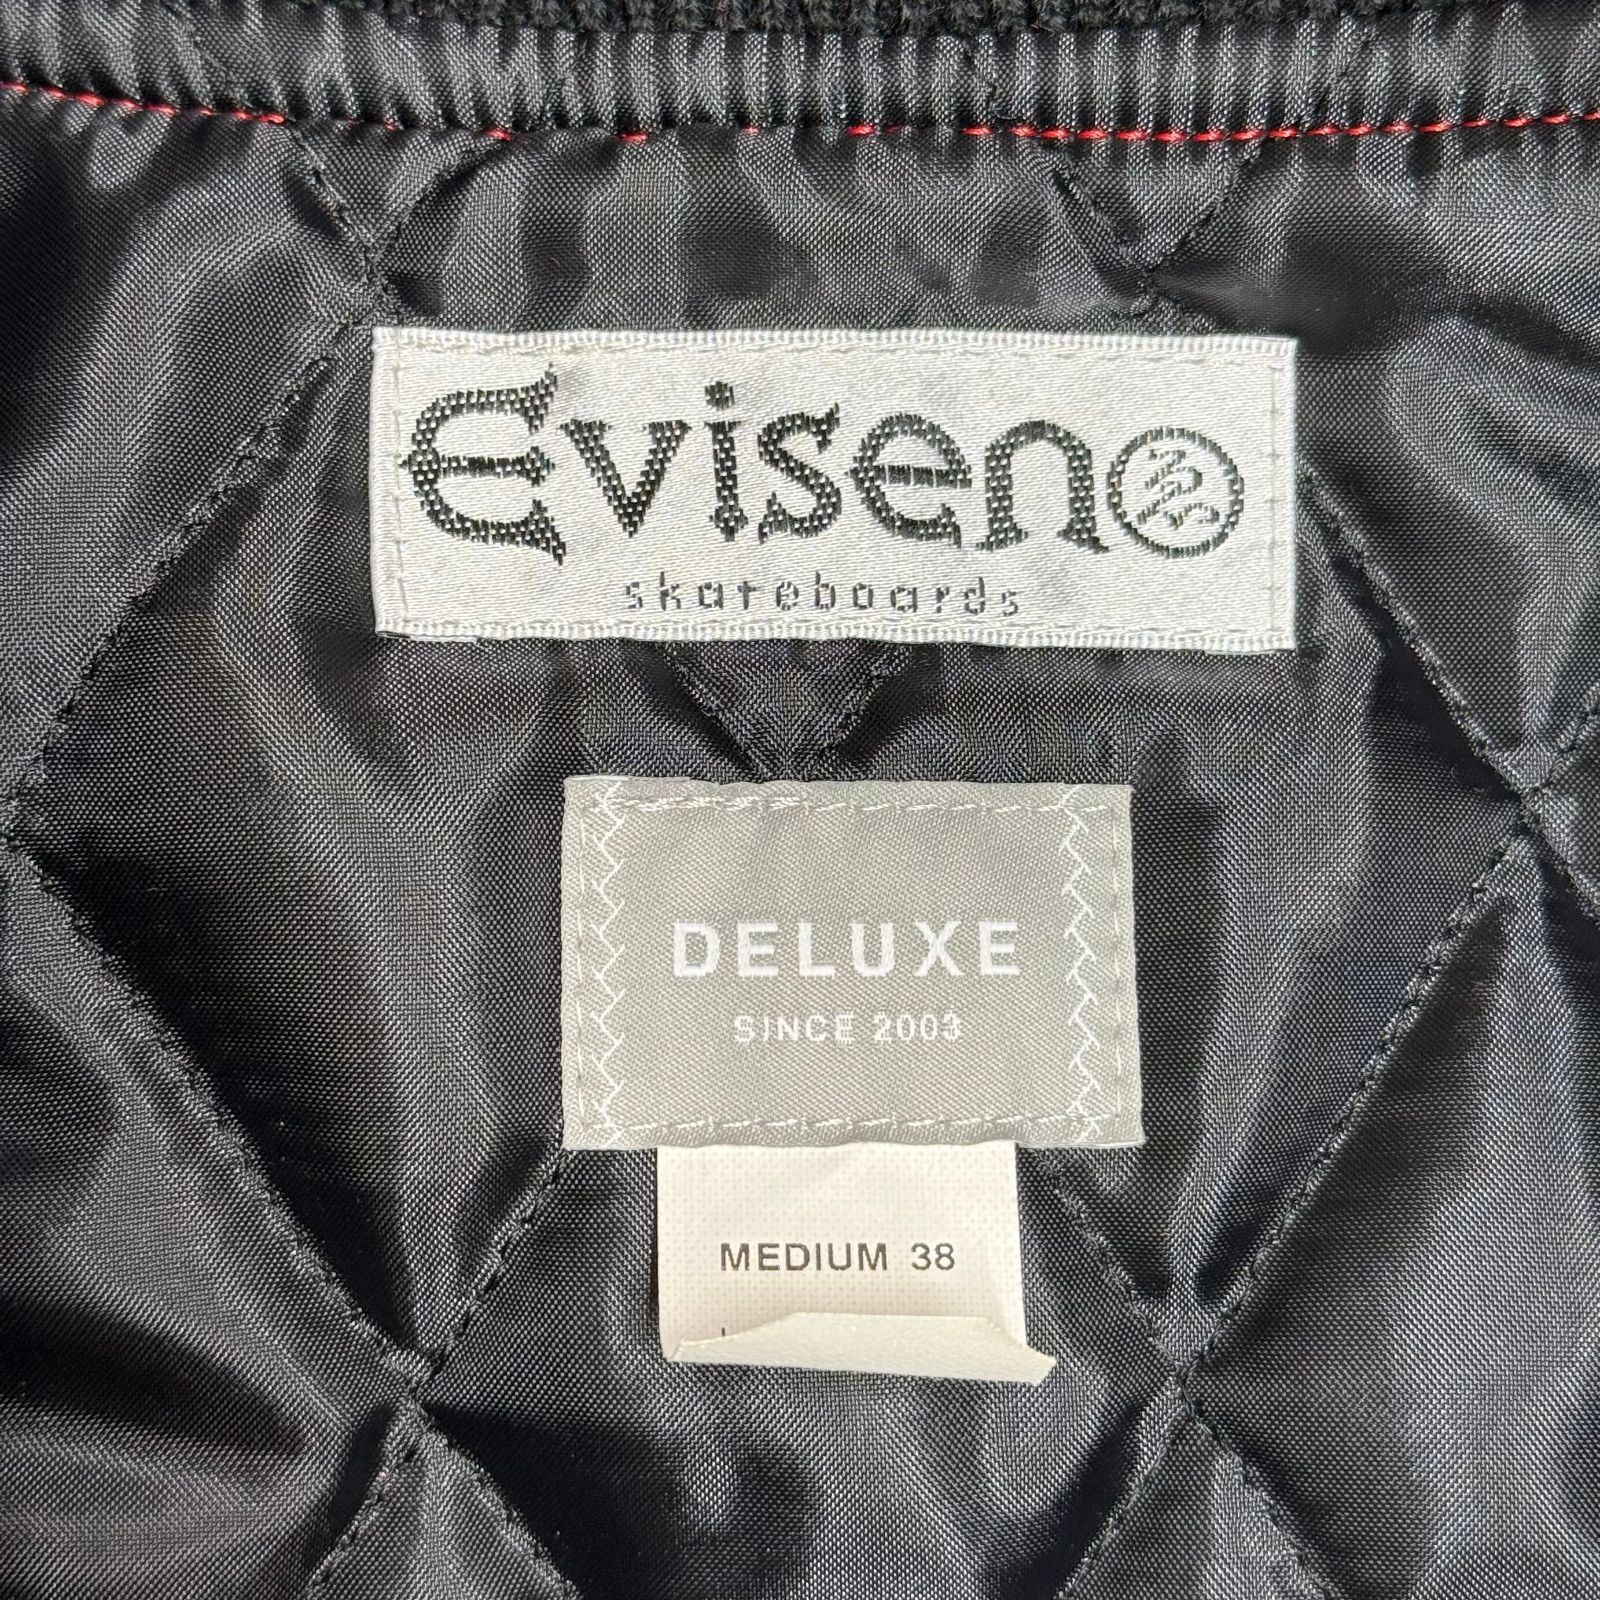 Evisen
skateboards
DELUXE
SINCE 2003
MEDIUM 38